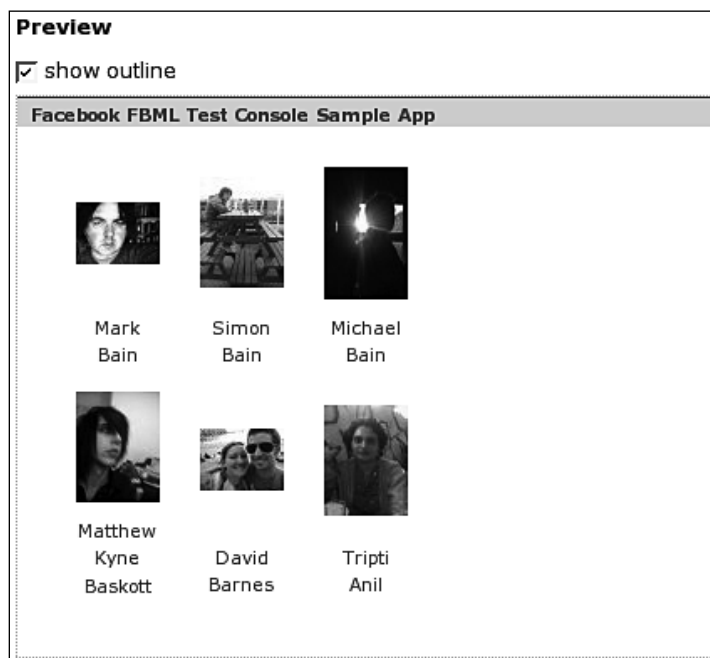 Preview
show outline
Facebook FBML Test Console Sample App
Mark Simon Michael
Bain Bain Bain
Matthew
Kyne David Tripti
Baskott Barnes Anil